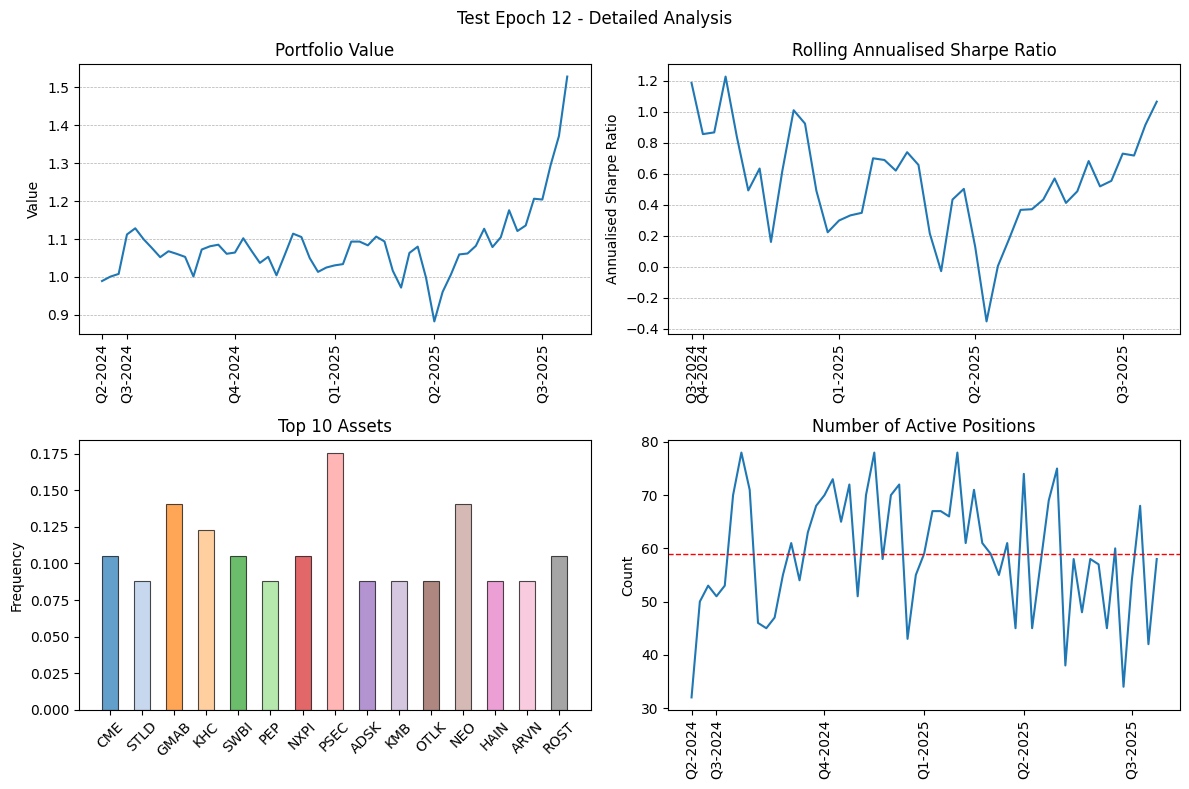 Test Epoch 12 - Detailed Analysis
Portfolio Value
Value
1.5
1.4
1.3
1.2
1.1
1.0
0.9
Q2-2024
Q3-2024
Q4-2024
Q1-2025
Q2-2025
Q3-2025
Rolling Annualised Sharpe Ratio
Annualised Sharpe Ratio
1.2
1.0
0.8
0.6
0.4
0.2
0.0
−0.2
−0.4
Q3-2024
Q4-2024
Q1-2025
Q2-2025
Q3-2025
Top 10 Assets
Frequency
0.175
0.150
0.125
0.100
0.075
0.050
0.025
0.000
CME
STLD
GMAB
KHC
SWBI
PEP
NXPI
PSEC
ADSK
KMB
OTLK
NEO
HAIN
ARVN
ROST
Number of Active Positions
Count
80
70
60
50
40
30
Q2-2024
Q3-2024
Q4-2024
Q1-2025
Q2-2025
Q3-2025